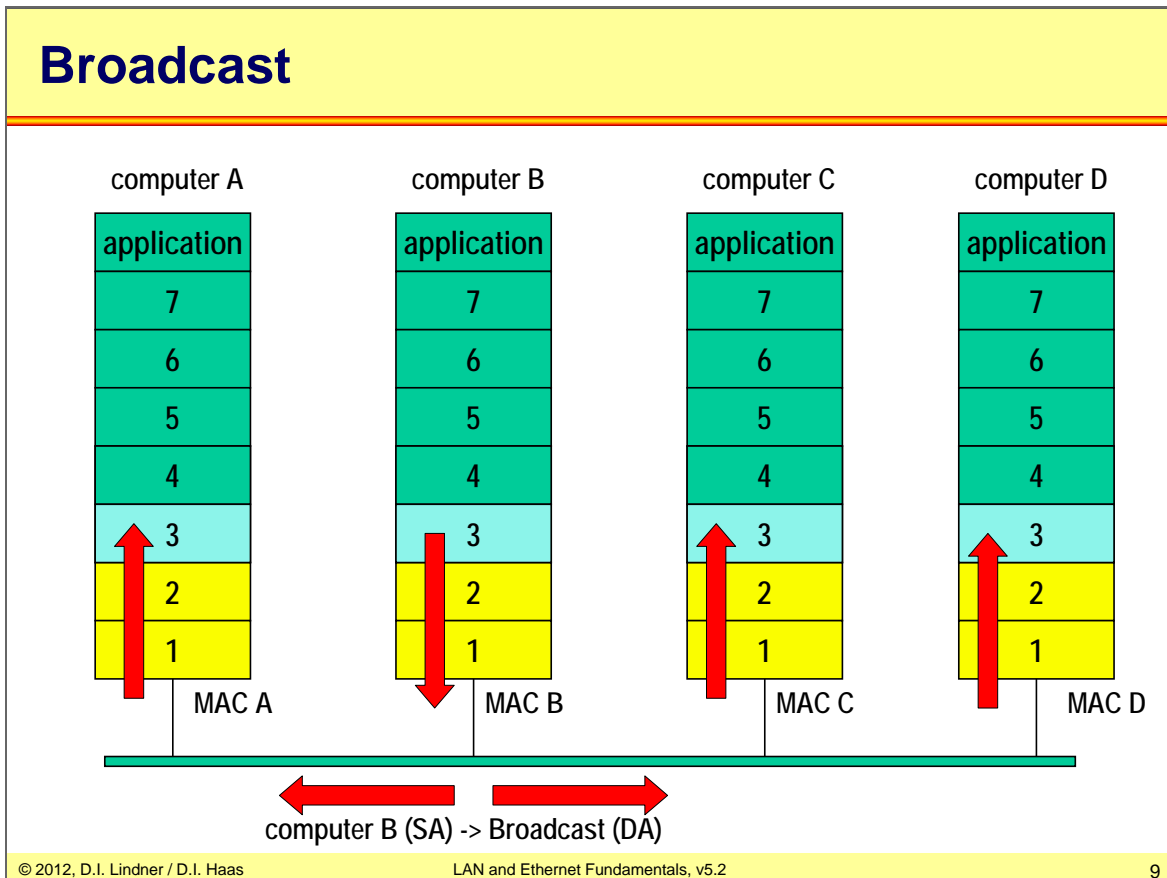 Broadcast
computer A computer B computer C computer D
application application application application
7 7 7 7
6 6 6 6
5 5 5 5
4 4 4 4
3 3 3 3
2 2 2 2
1 1 1 1
MAC A MAC B MAC C MAC D
computer B (SA) -> Broadcast (DA)
© 2012, D.I. Lindner / D.I. Haas LAN and Ethernet Fundamentals, v5.2 9